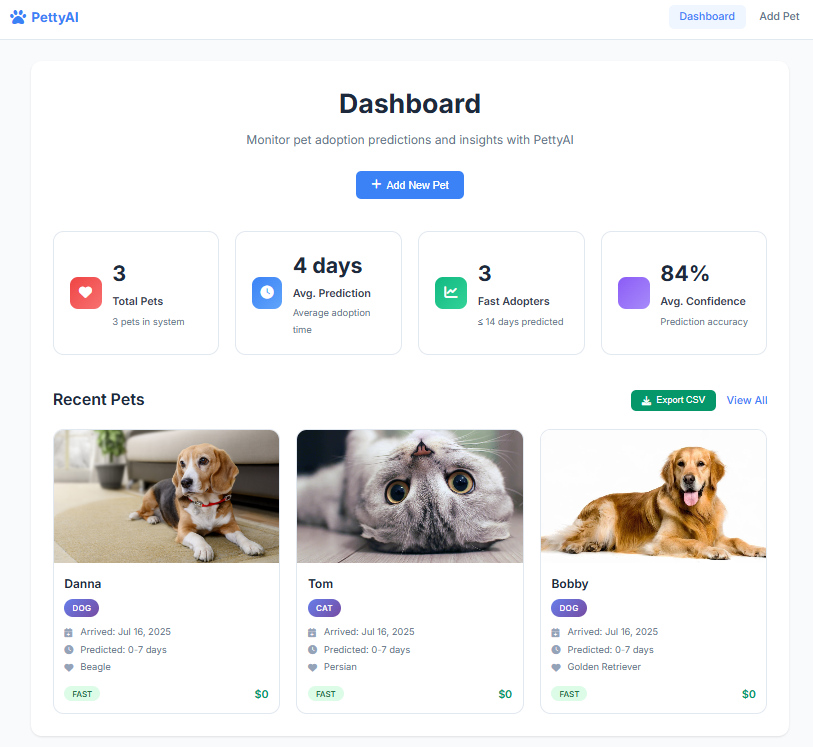 PettyAI
Dashboard
Add Pet
Dashboard
Monitor pet adoption predictions and insights with PettyAI
+ Add New Pet
3
Total Pets
3 pets in system
4 days
Avg. Prediction
Average adoption
time
3
Fast Adopters
≤ 14 days predicted
84%
Avg. Confidence
Prediction accuracy
Recent Pets
Export CSV
View All
Danna
DOG
Arrived: Jul 16, 2025
Predicted: 0-7 days
Beagle
FAST
$0
Tom
CAT
Arrived: Jul 16, 2025
Predicted: 0-7 days
Persian
FAST
$0
Bobby
DOG
Arrived: Jul 16, 2025
Predicted: 0-7 days
Golden Retriever
FAST
$0